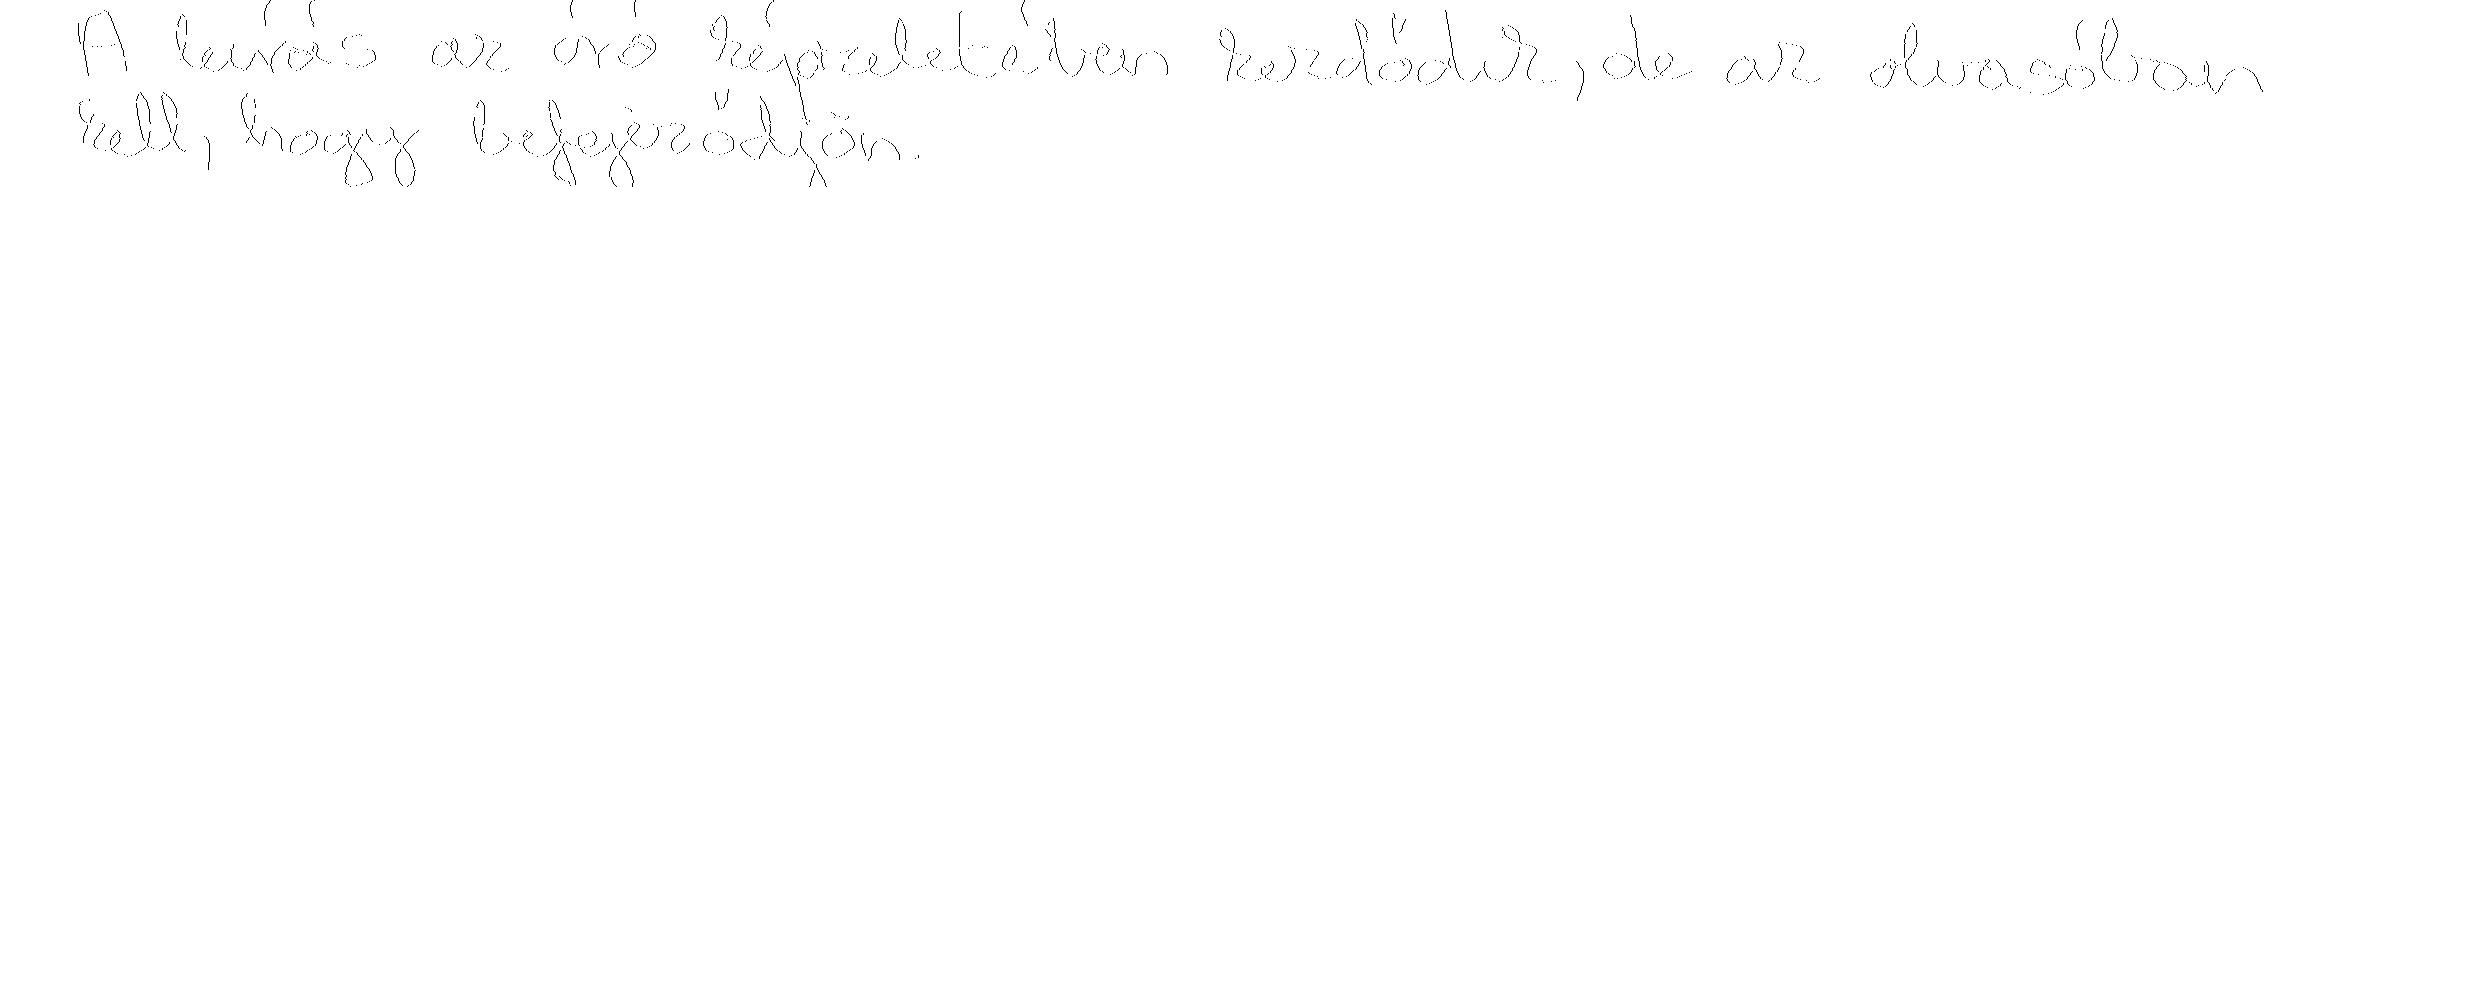 A leírás az író képzeletében kezdődik, de az olvasóban
kell, hogy befejeződjön.